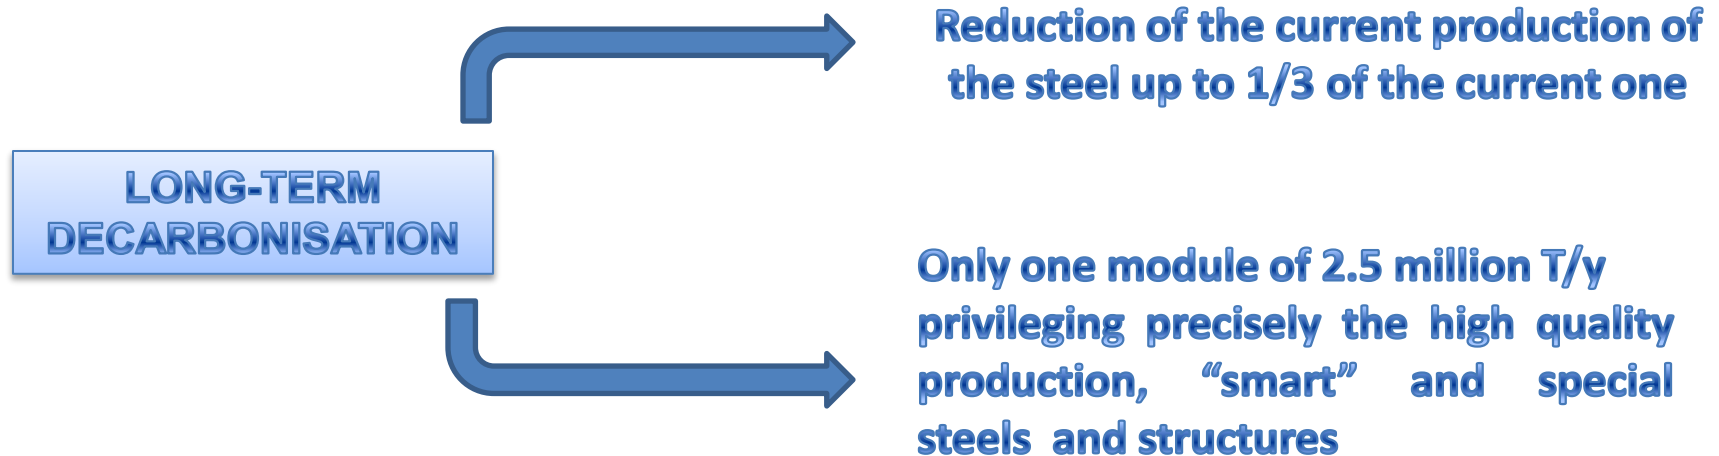 Reduction of the current production of
the steel up to 1/3 of the current one
LONG-TERM
DECARBONISATION
Only one module of 2.5 million T/y
privileging precisely the high quality
production, “smart” and special
steels and structures